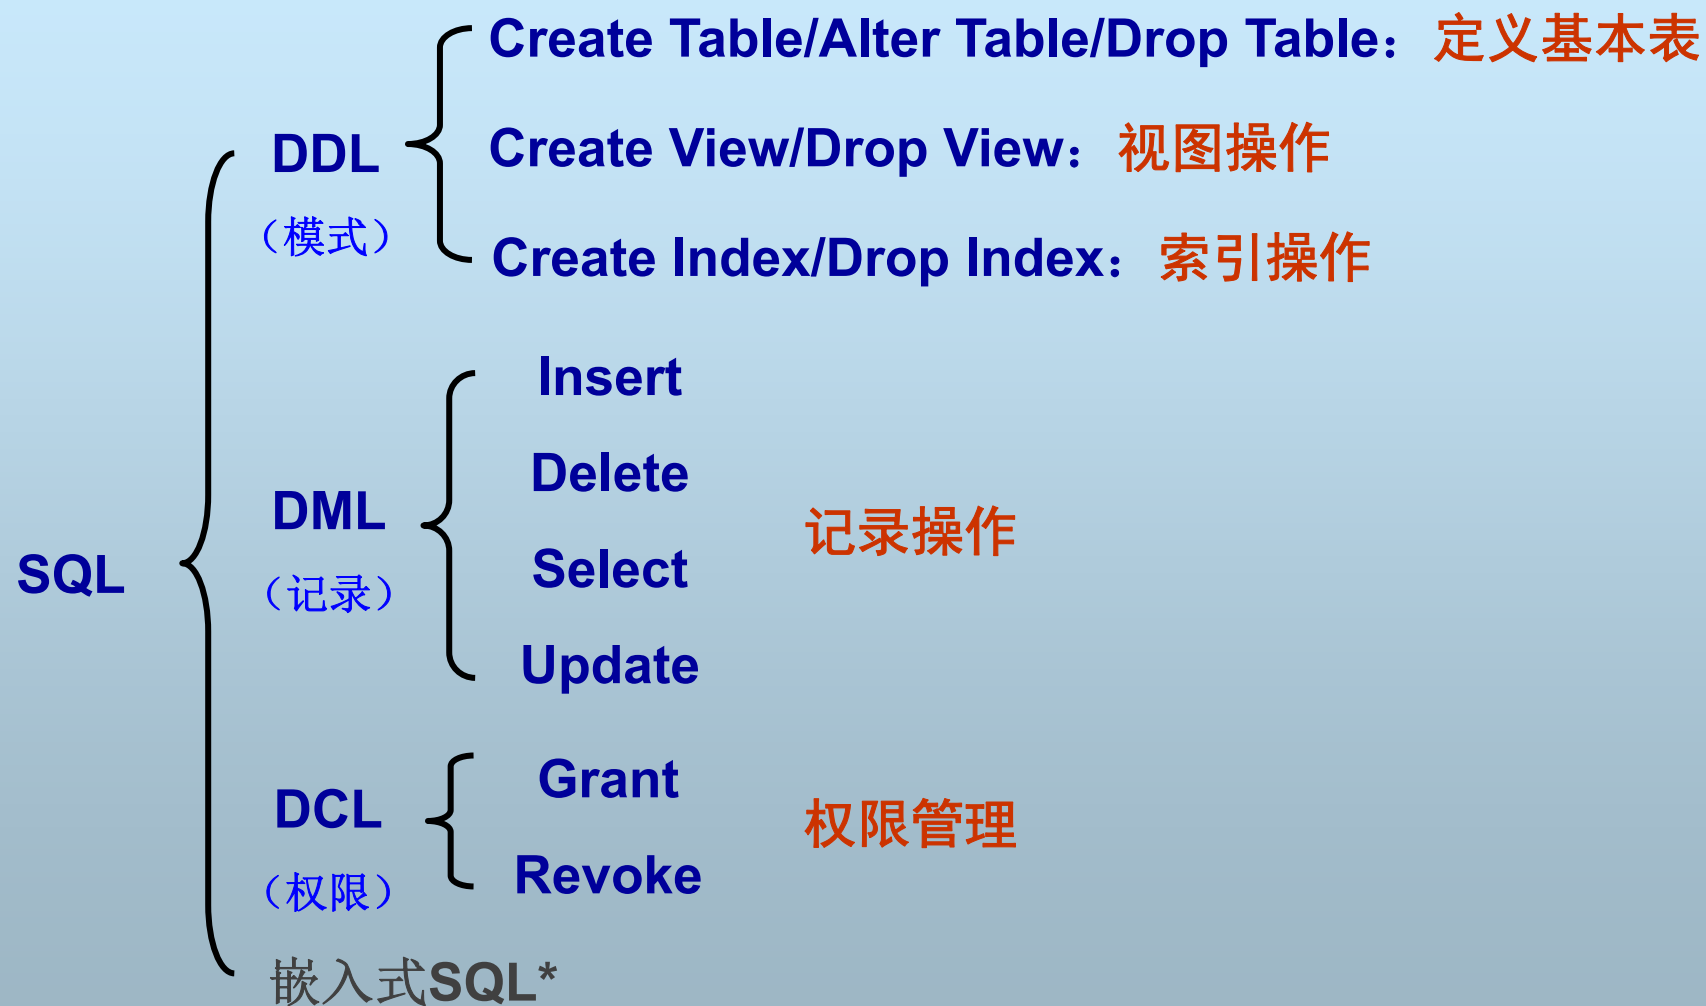 Create Table/Alter Table/Drop Table：定义基本表
DDL
Create View/Drop View：视图操作
（模式）
Create Index/Drop Index：索引操作
Insert
Delete
DML
记录操作
SQL
Select
（记录）
Update
Grant
DCL
权限管理
Revoke
（权限）
嵌入式SQL*